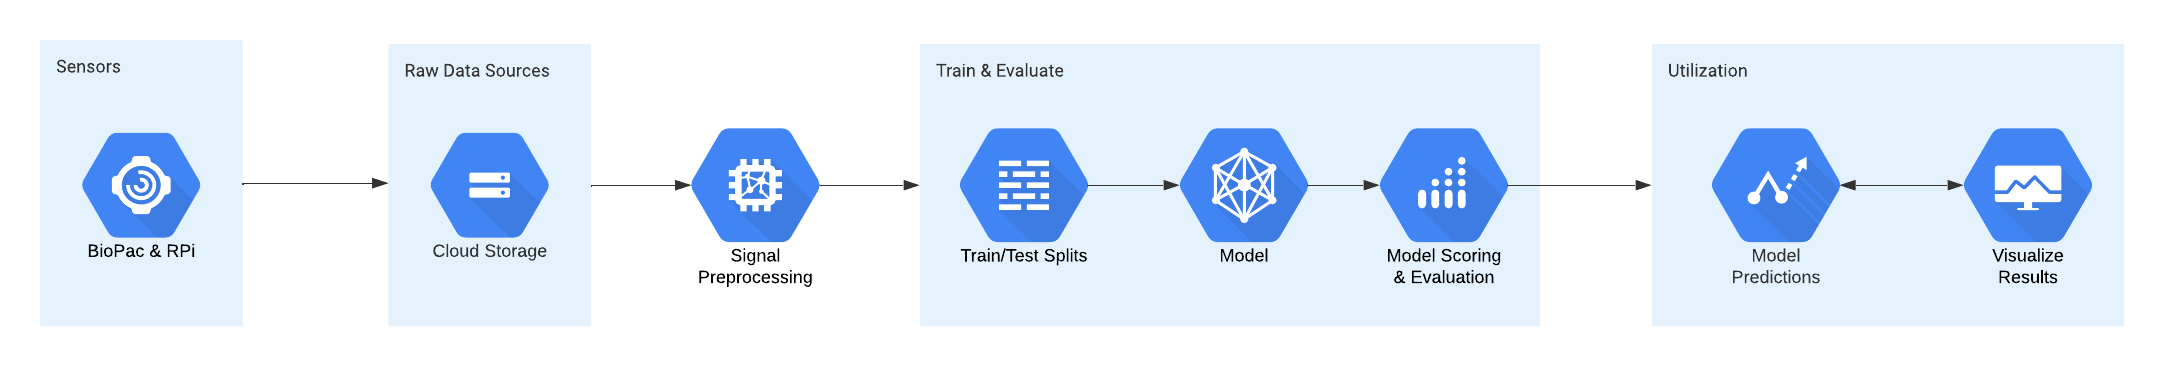 Sensors
BioPac & RPi
Raw Data Sources
Cloud Storage
Signal
Preprocessing
Train & Evaluate
Train/Test Splits
Model
Model Scoring
& Evaluation
Utilization
Model
Predictions
Visualize
Results